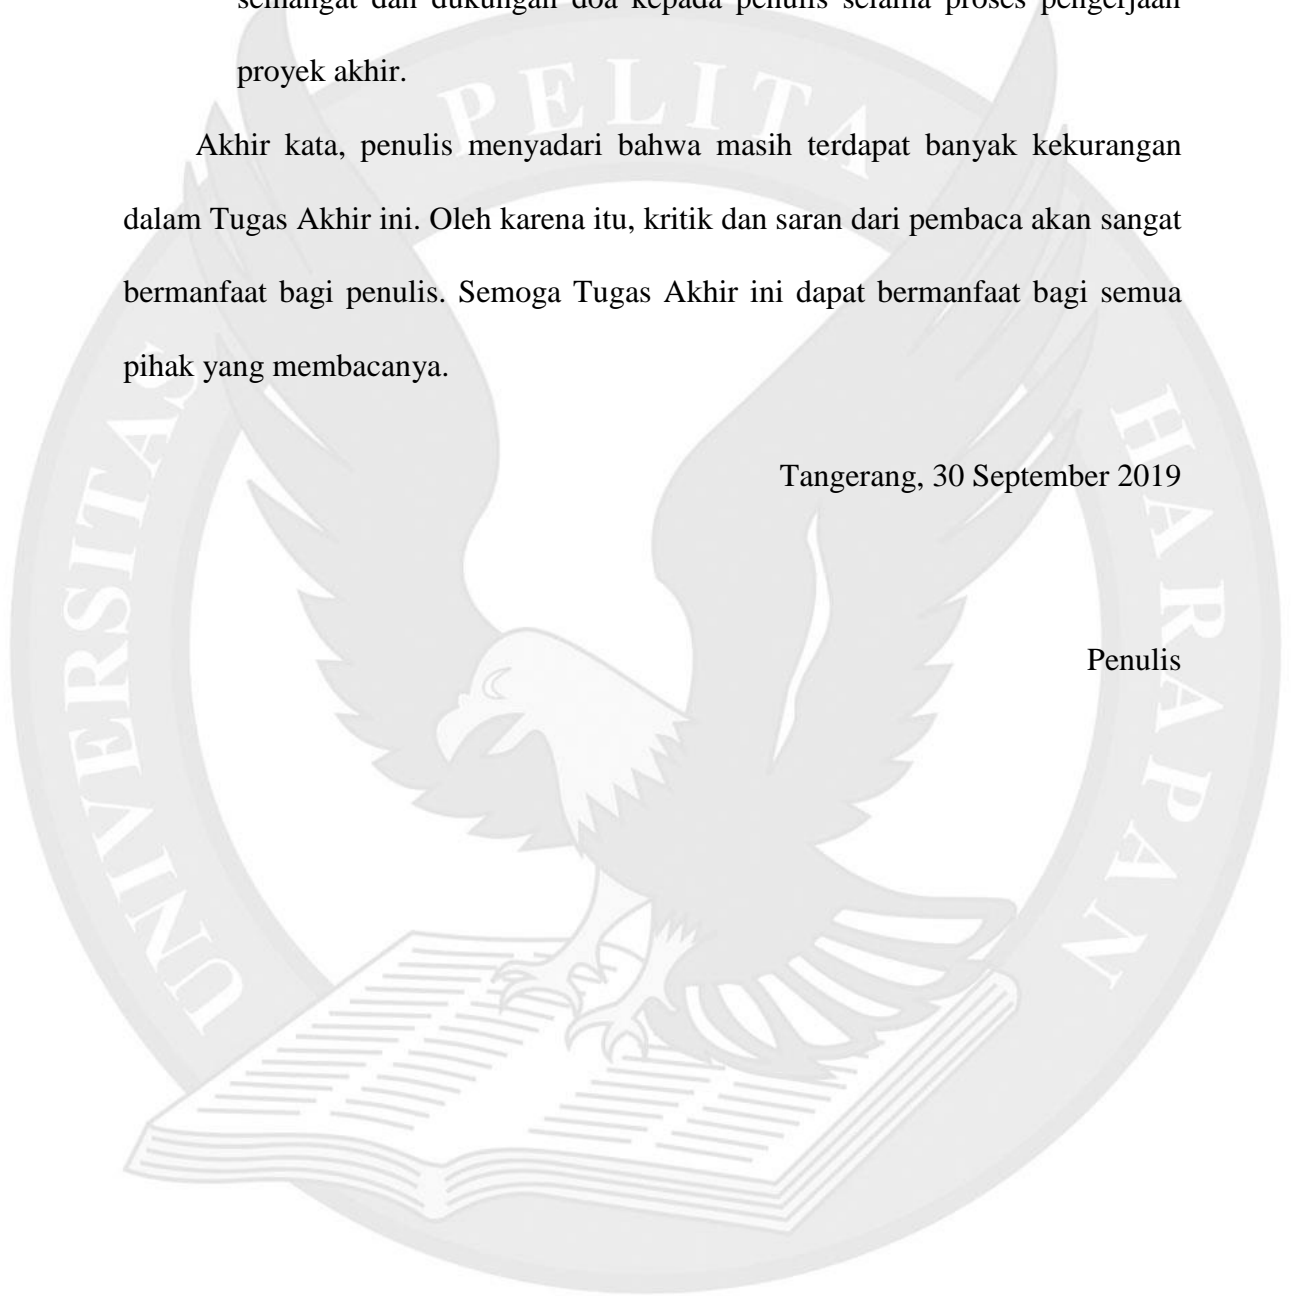 semangat dan dukungan doa kepada penulis selama proses pengerjaan
proyek akhir.
Akhir kata, penulis menyadari bahwa masih terdapat banyak kekurangan
dalam Tugas Akhir ini. Oleh karena itu, kritik dan saran dari pembaca akan sangat
bermanfaat bagi penulis. Semoga Tugas Akhir ini dapat bermanfaat bagi semua
pihak yang membacanya.
Tangerang, 30 September 2019
Penulis
UNIVERSITAS PELITA HARAPAN